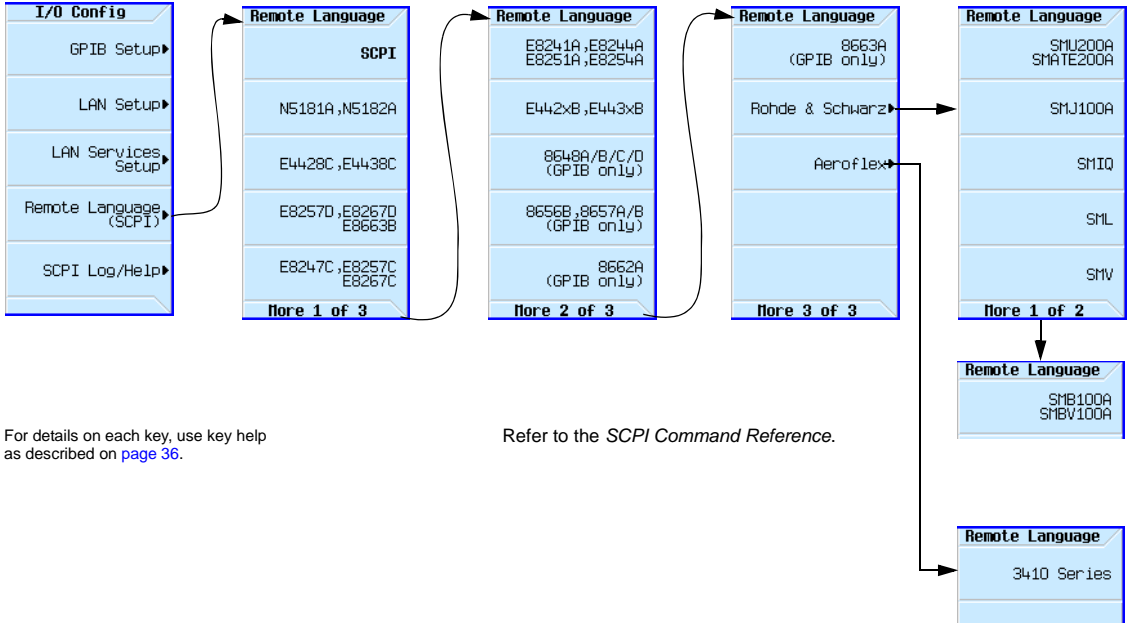 I/O Config
GPIB Setup
LAN Setup
LAN Services
Setup
Remote Language
(SCPI)
SCPI Log/Help
Remote Language
SCPI
N5181A,N5182A
E4428C,E4438C
E8257D,E8267D
E8663B
E8247C,E8257C
E8267C
More 1 of 3
Remote Language
E8241A,E8244A
E8251A,E8254A
E442xB,E443xB
8648A/B/C/D
(GPIB only)
8656B,8657A/B
(GPIB only)
8662A
(GPIB only)
More 2 of 3
Remote Language
8663A
(GPIB only)
Rohde & Schwarz
Aeroflex
More 3 of 3
Remote Language
SMU200A
SMATE200A
SMJ100A
SMIQ
SML
SMV
More 1 of 2
Remote Language
SMB100A
SMBV100A
For details on each key, use key help
as described on page 36.
Refer to the SCPI Command Reference.
Remote Language
3410 Series